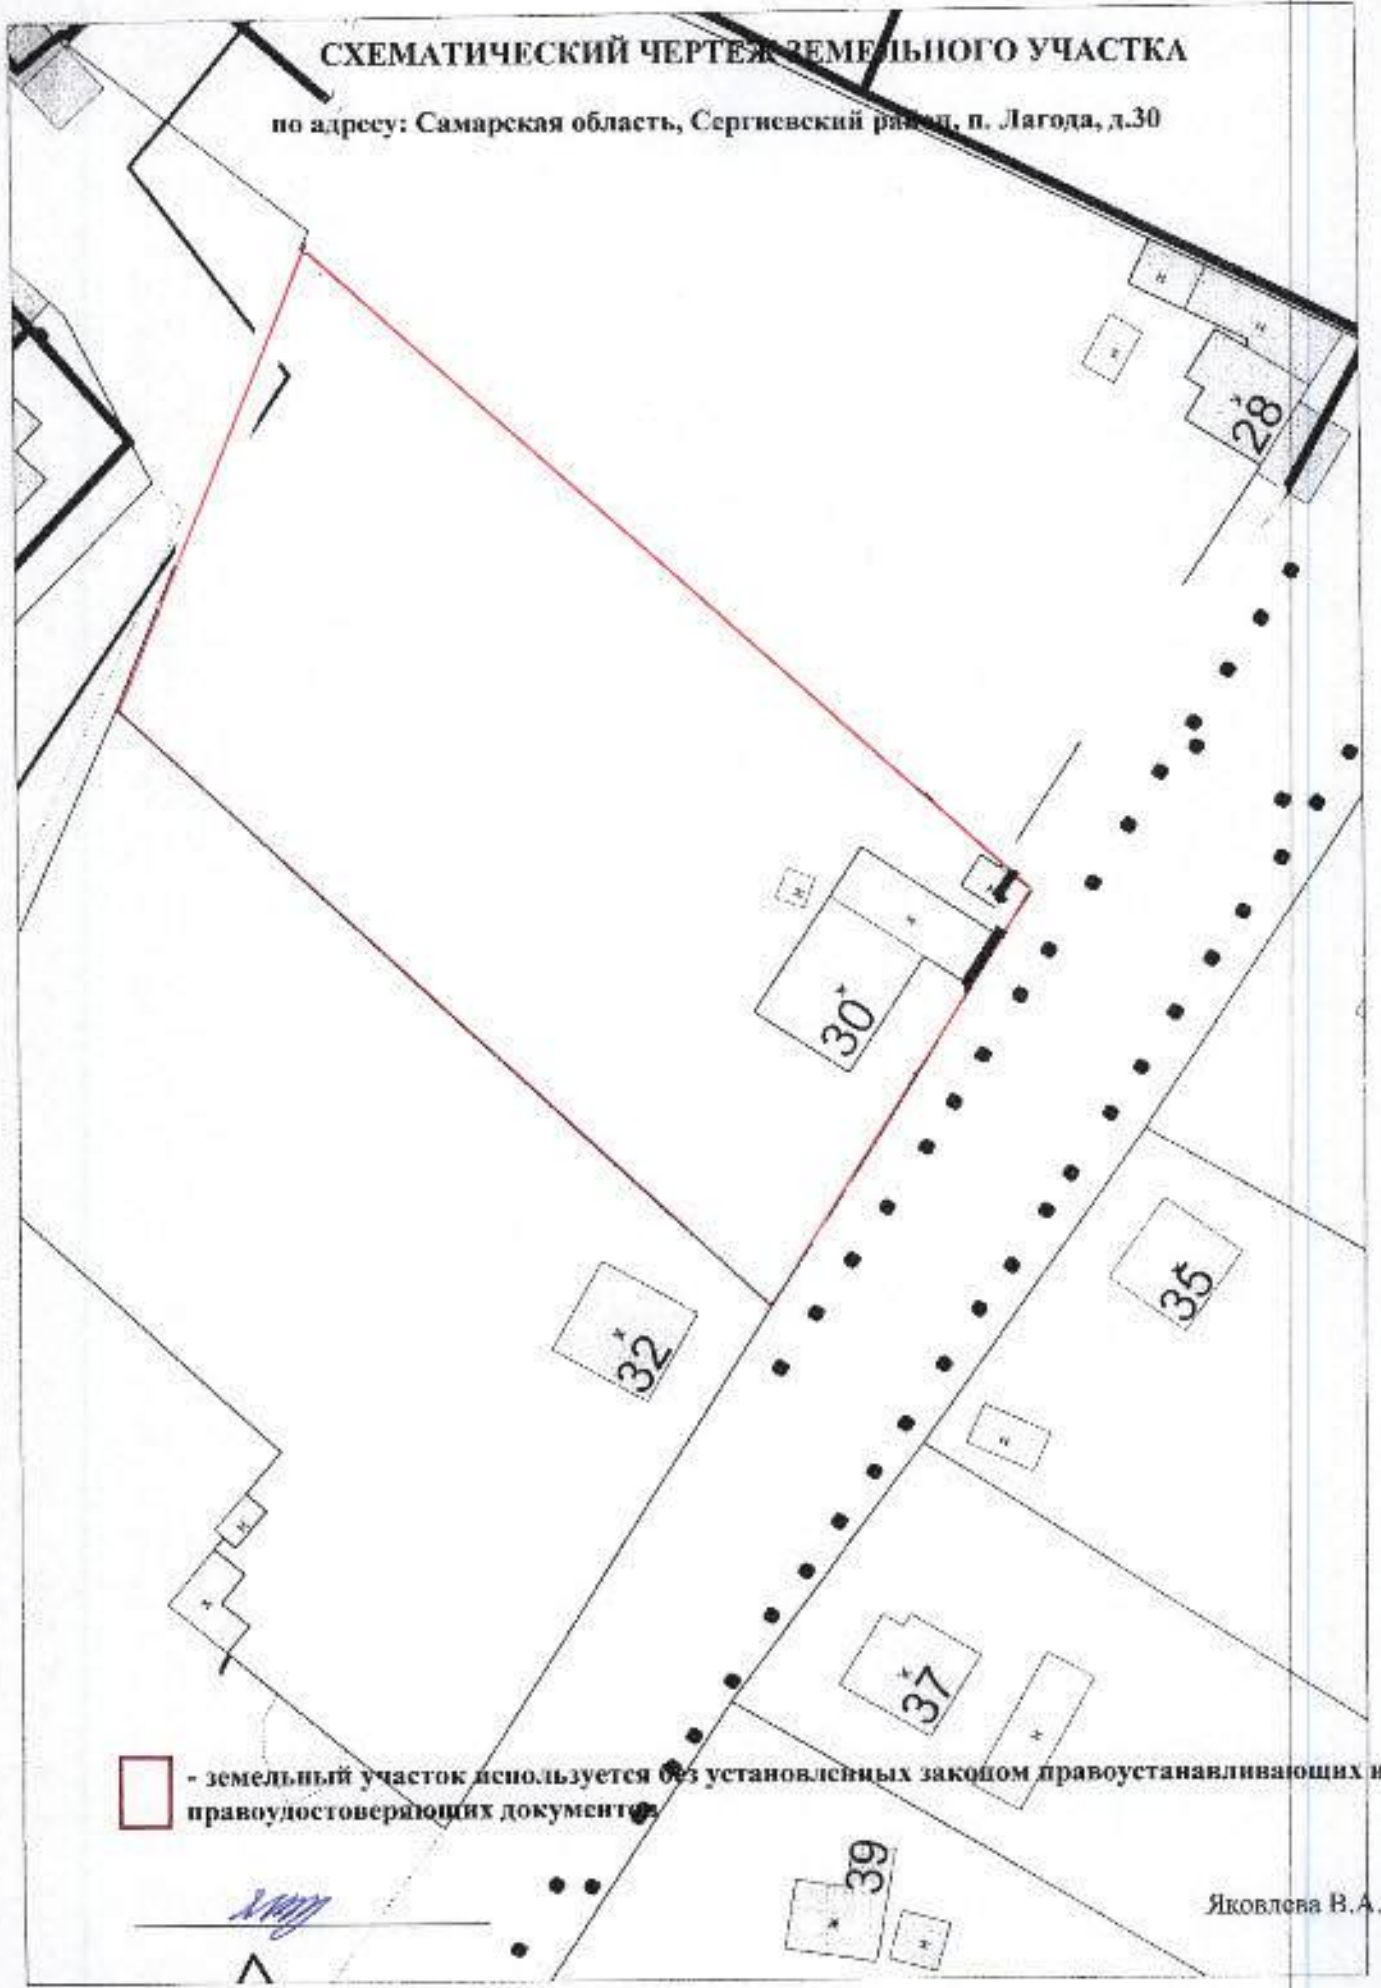 СХЕМАТИЧЕСКИЙ ЧЕРТЕЖ ЗЕМЕЛЬНОГО УЧАСТКА
по адресу: Самарская область, Сергиевский район, п. Лагода, д.30
н
н
н
ж
28
н
н
н
ж
30
ж
32
ж
35
н
н
н
ж
37
н
- земельный участок используется без установленных законом правоустанавливающих и
правоудостоверяющих документов
39
ж
н
Яковлева В.А.